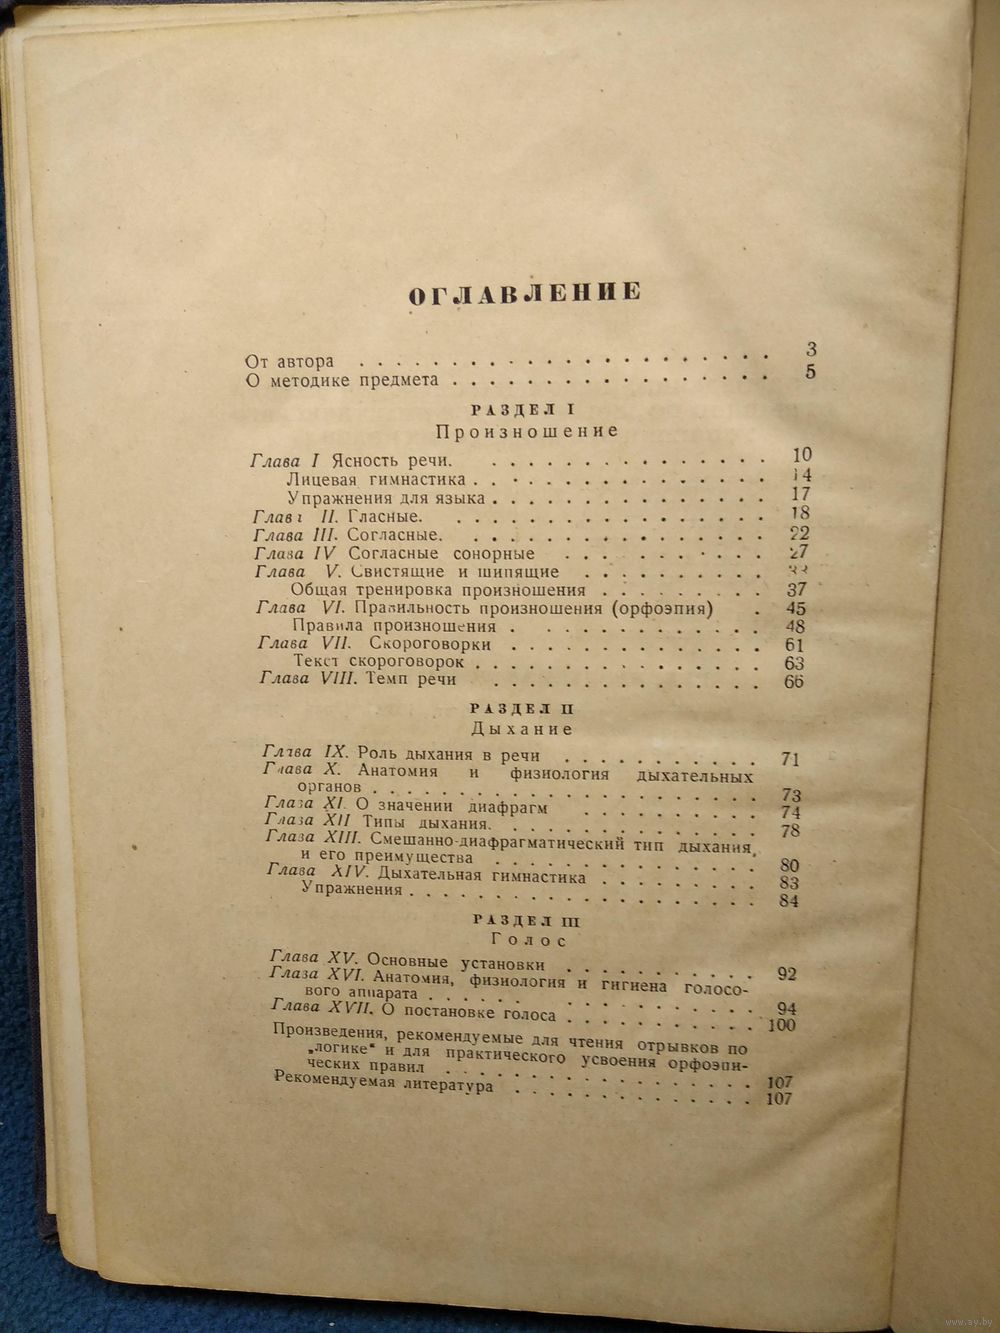 ОГЛАВЛЕНИЕ
От автора . . . . . . . . . . . . . . . . . . . . . . 3
О методике предмета . . . . . . . . . . . . . . . . . 5
РАЗДЕЛ I
Произношение
Глава I Ясность речи. . . . . . . . . . . . . . . . 10
Лицевая гимнастика . . . . . . . . . . . . . . . . 14
Упражнения для языка . . . . . . . . . . . . . . . 17
Глава II. Гласные. . . . . . . . . . . . . . . . . . 18
Глава III. Согласные. . . . . . . . . . . . . . . . . 22
Глава IV Согласные сонорные . . . . . . . . . . . 27
Глава V. Свистящие и шипящие . . . . . . . . . .
Общая тренировка произношения . . . . . . . . . 37
Глава VI. Правильность произношения (орфоэпия) . 45
Правила произношения . . . . . . . . . . . . . 48
Глава VII. Скороговорки . . . . . . . . . . . . . . 61
Текст скороговорок . . . . . . . . . . . . . . . . 63
Глава VIII. Темп речи . . . . . . . . . . . . . . . 66
РАЗДЕЛ II
Дыхание
Глава IX. Роль дыхания в речи . . . . . . . . . . . 71
Глава X. Анатомия и физиология дыхательных
органов . . . . . . . . . . . . . . . . . . . . . 73
Глава XI. О значении диафрагм . . . . . . . . . . 74
Глава XII Типы дыхания. . . . . . . . . . . . . . 78
Глава XIII. Смешанно-диафрагматический тип дыхания,
и его преимущества . . . . . . . . . . . . . . . 80
Глава XIV. Дыхательная гимнастика . . . . . . . . . 83
Упражнения . . . . . . . . . . . . . . . . . . . 84
РАЗДЕЛ III
Голос
Глава XV. Основные установки . . . . . . . . . . . 92
Глава XVI. Анатомия, физиология и гигиена голосо-
вого аппарата . . . . . . . . . . . . . . . . . . 94
Глава XVII. О постановке голоса . . . . . . . . . . 100
Произведения, рекомендуемые для чтения отрывков по
„логике“ и для практического усвоения орфоэпи-
ческих правил . . . . . . . . . . . . . . . . . . 107
Рекомендуемая литература . . . . . . . . . . . . . 107
www.ay.by